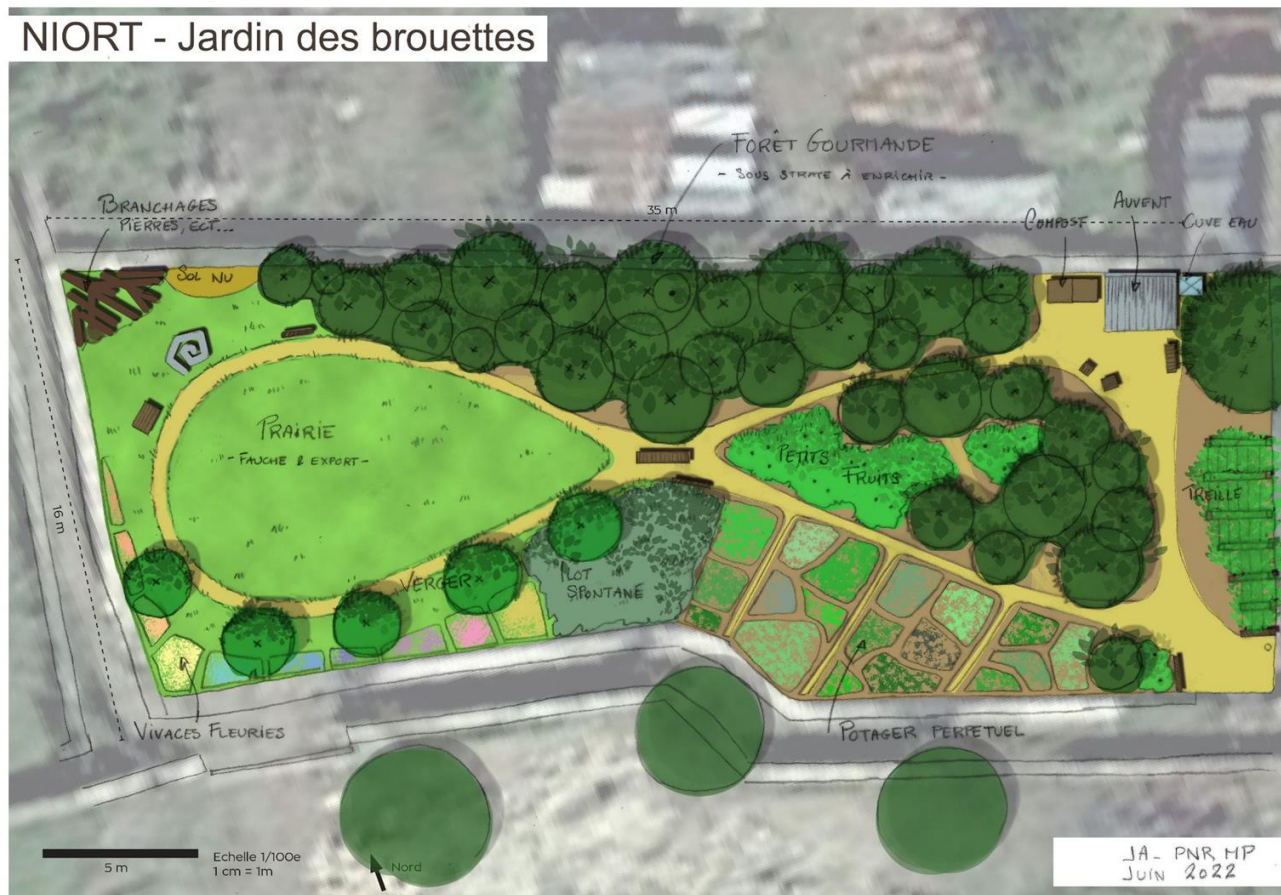 NIORT - Jardin des brouettes
FORÊT GOURMANDE
- SOUS STRATE À ENRICHIR -
BRANCHAGES
PIERRES, ECT...
35 m
COMPOST
AUVENT
CUVE EAU
SOL NU
PRAIRIE
- FAUCHE & EXPORT -
PETITS
FRUITS
TREILLE
16 m
VERGER
ILOT
SPONTANÉ
VIVACES FLEURIES
POTAGER PERPETUEL
5 m
Echelle 1/100e
1 cm = 1m
Nord
JA - PNR MP
JUIN 2022